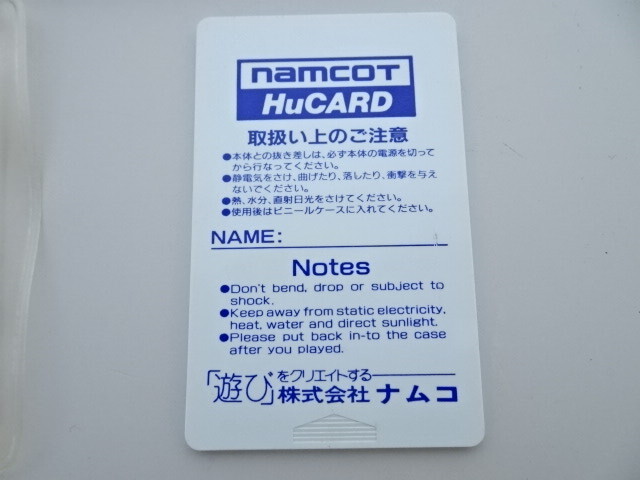 namcot
HuCARD
取扱い上のご注意
●本体との抜き差しは、必ず本体の電源を切って
から行なってください。
●静電気をさけ、曲げたり、落したり、衝撃を与え
ないでください。
●熱、水分、直射日光をさけてください。
●使用後はビニールケースに入れてください。
NAME:
Notes
●Don't bend, drop or subject to
shock.
●Keep away from static electricity,
heat, water and direct sunlight.
●Please put back in-to the case
after you played.
「遊び」をクリエイトする
株式会社 ナムコ